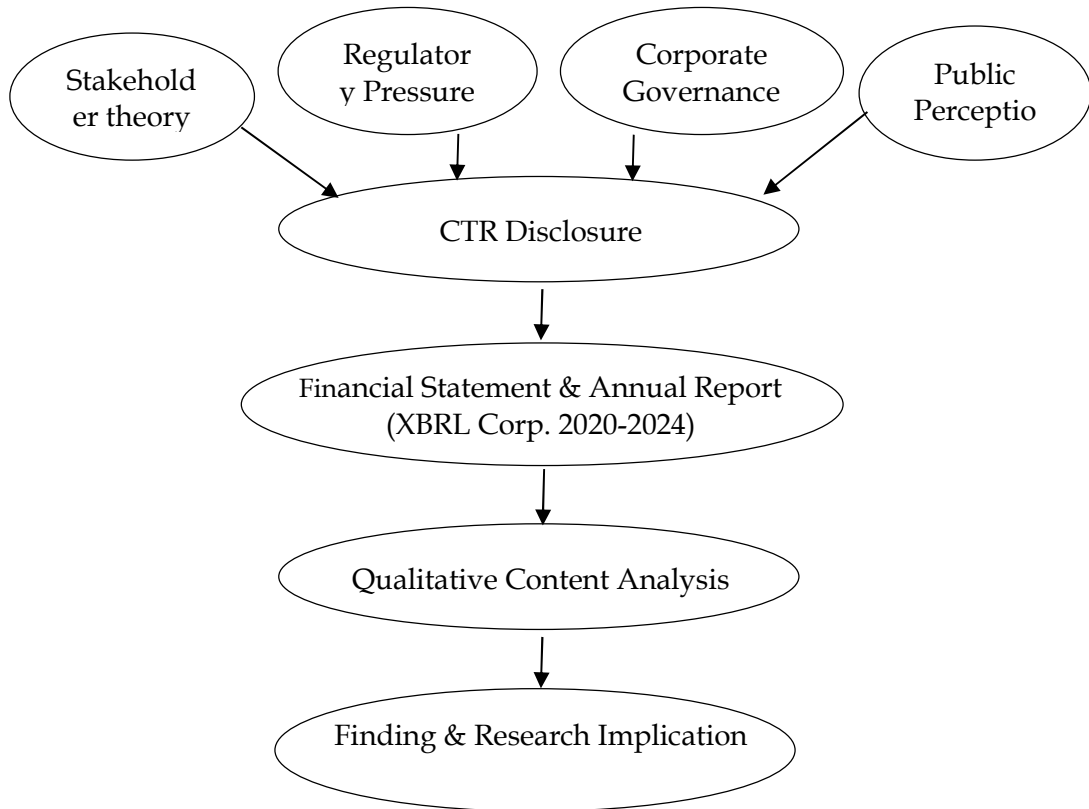 Stakehold
er theory
Regulator
y Pressure
Corporate
Governance
Public
Perceptio
CTR Disclosure
Financial Statement & Annual Report
(XBRL Corp. 2020-2024)
Qualitative Content Analysis
Finding & Research Implication